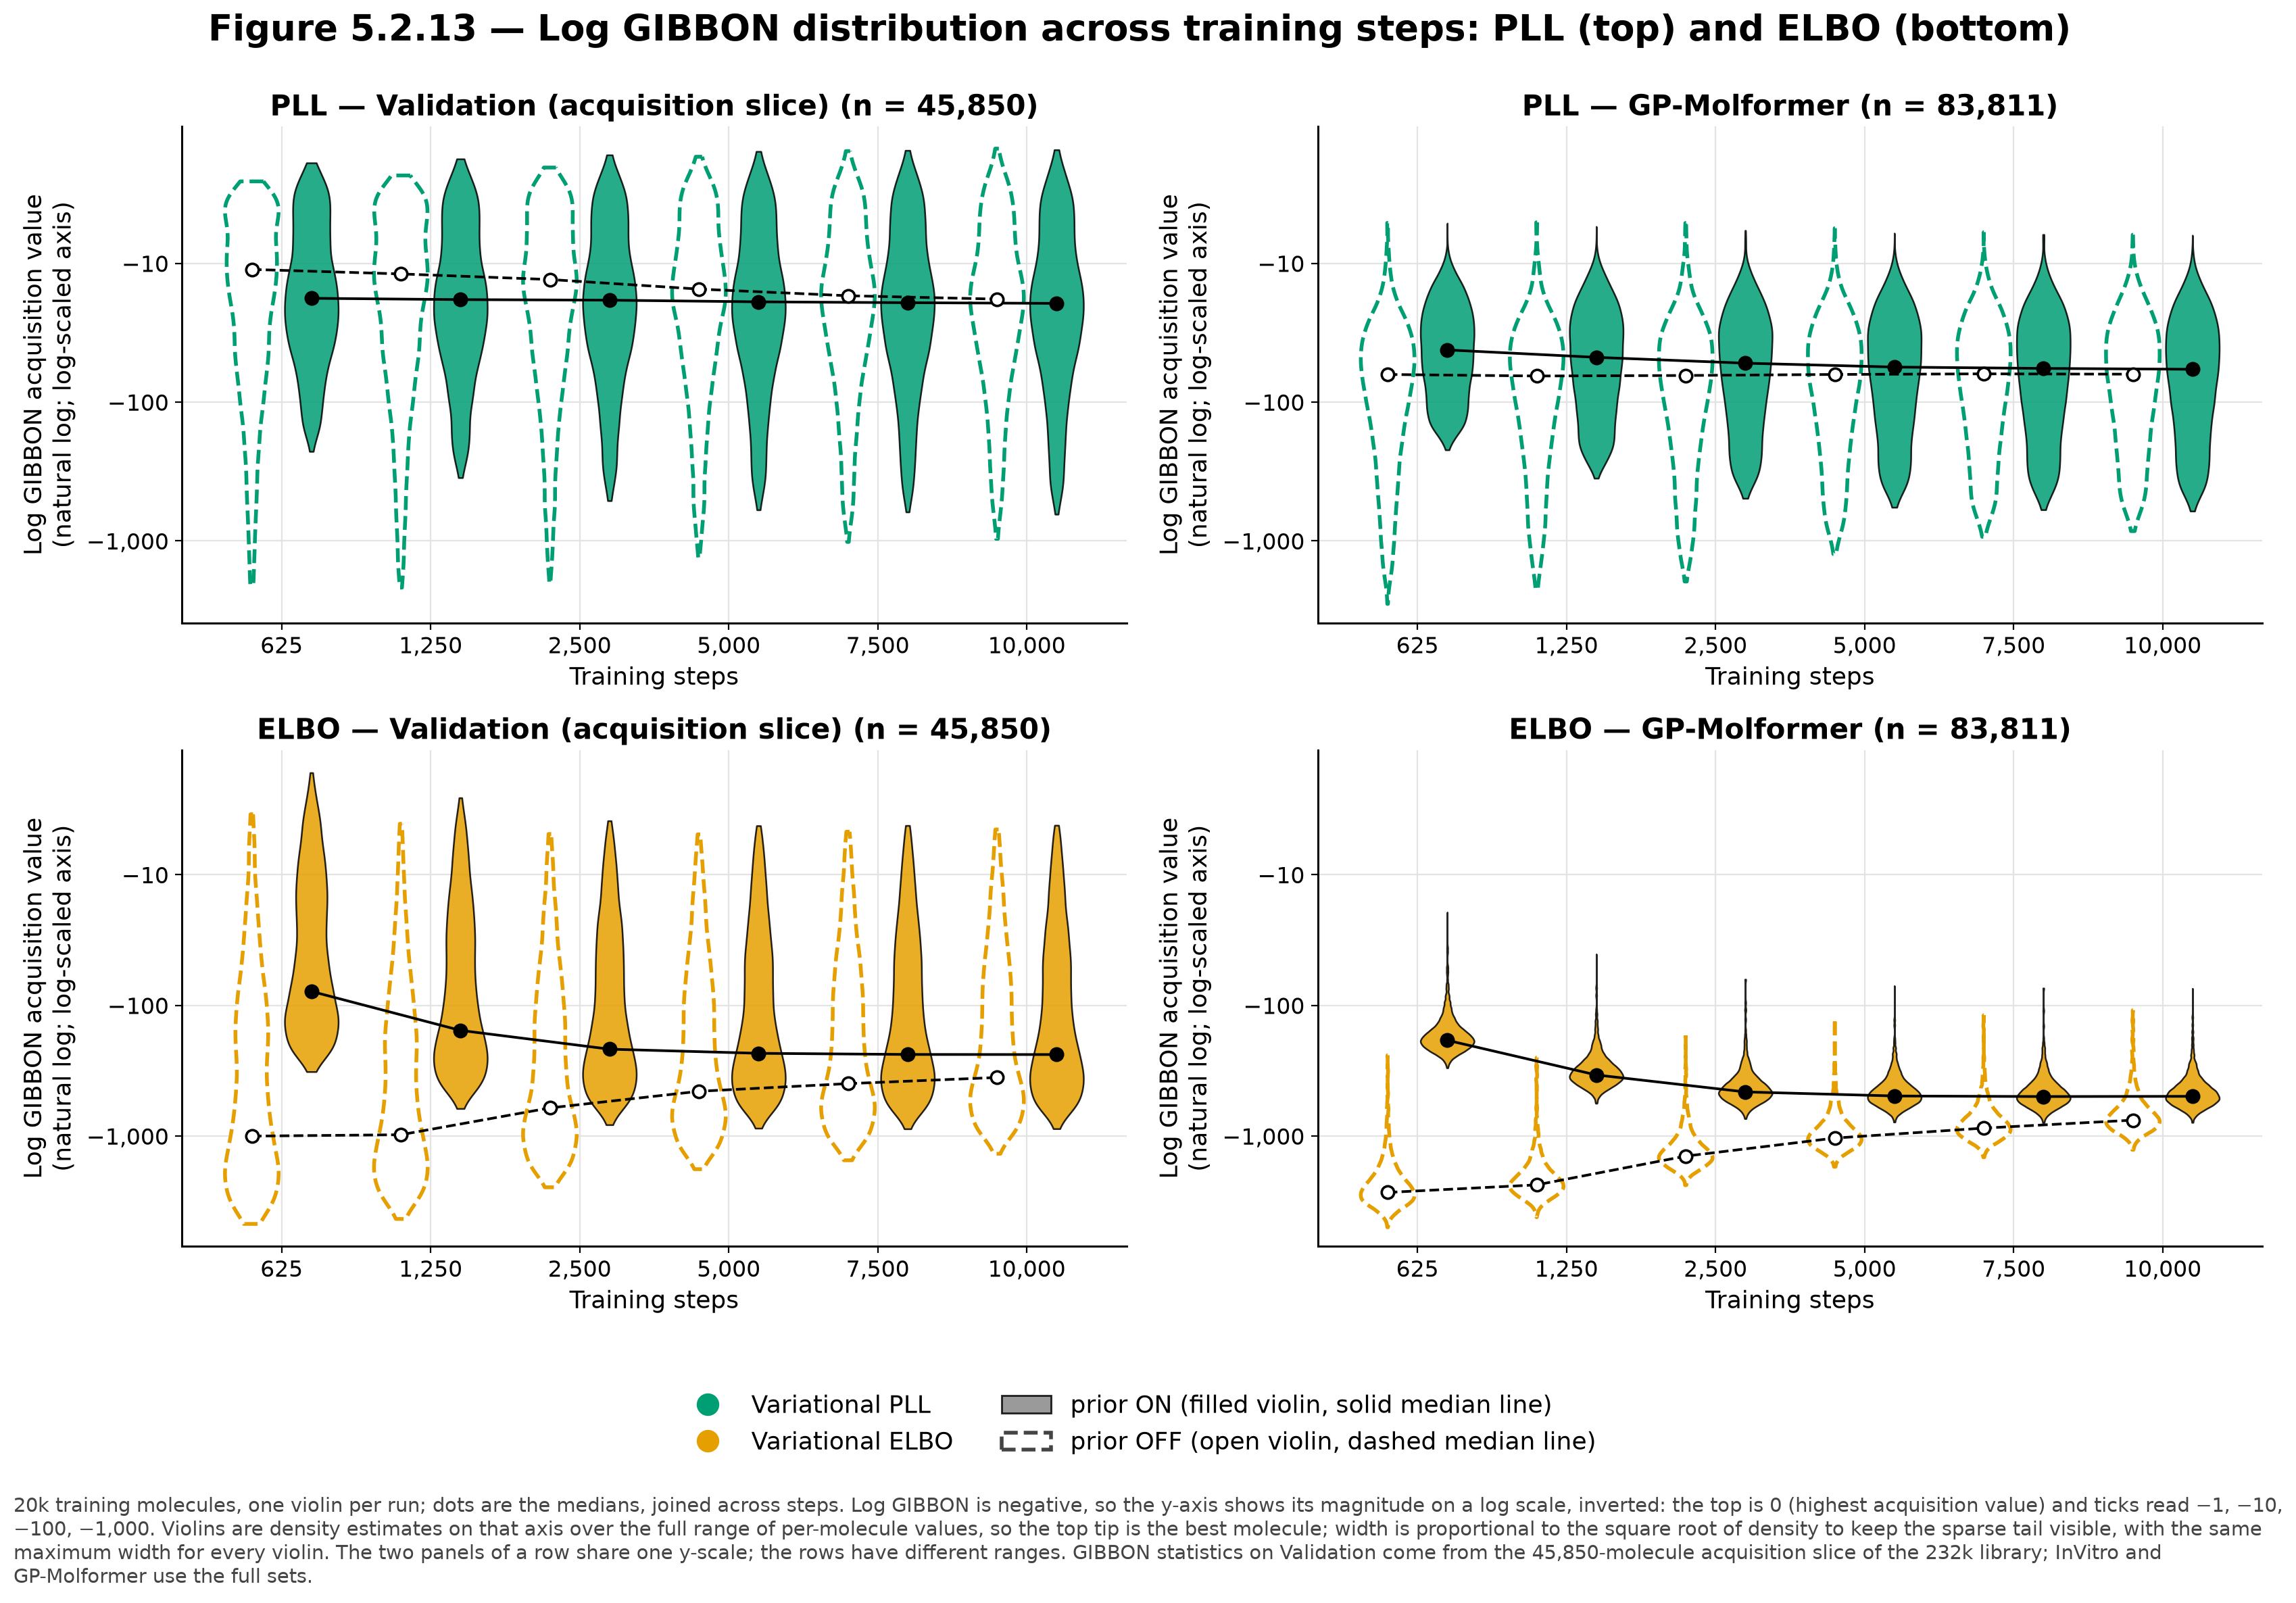 Figure 5.2.13 — Log GIBBON distribution across training steps: PLL (top) and ELBO (bottom)
PLL — Validation (acquisition slice) (n = 45,850)
Log GIBBON acquisition value
(natural log; log-scaled axis)
−10
−100
−1,000
625
1,250
2,500
5,000
7,500
10,000
Training steps
PLL — GP-Molformer (n = 83,811)
Log GIBBON acquisition value
(natural log; log-scaled axis)
−10
−100
−1,000
625
1,250
2,500
5,000
7,500
10,000
Training steps
ELBO — Validation (acquisition slice) (n = 45,850)
Log GIBBON acquisition value
(natural log; log-scaled axis)
−10
−100
−1,000
625
1,250
2,500
5,000
7,500
10,000
Training steps
ELBO — GP-Molformer (n = 83,811)
Log GIBBON acquisition value
(natural log; log-scaled axis)
−10
−100
−1,000
625
1,250
2,500
5,000
7,500
10,000
Training steps
Variational PLL
Variational ELBO
prior ON (filled violin, solid median line)
prior OFF (open violin, dashed median line)
20k training molecules, one violin per run; dots are the medians, joined across steps. Log GIBBON is negative, so the y-axis shows its magnitude on a log scale, inverted: the top is 0 (highest acquisition value) and ticks read −1, −10,
−100, −1,000. Violins are density estimates on that axis over the full range of per-molecule values, so the top tip is the best molecule; width is proportional to the square root of density to keep the sparse tail visible, with the same
maximum width for every violin. The two panels of a row share one y-scale; the rows have different ranges. GIBBON statistics on Validation come from the 45,850-molecule acquisition slice of the 232k library; InVitro and
GP-Molformer use the full sets.